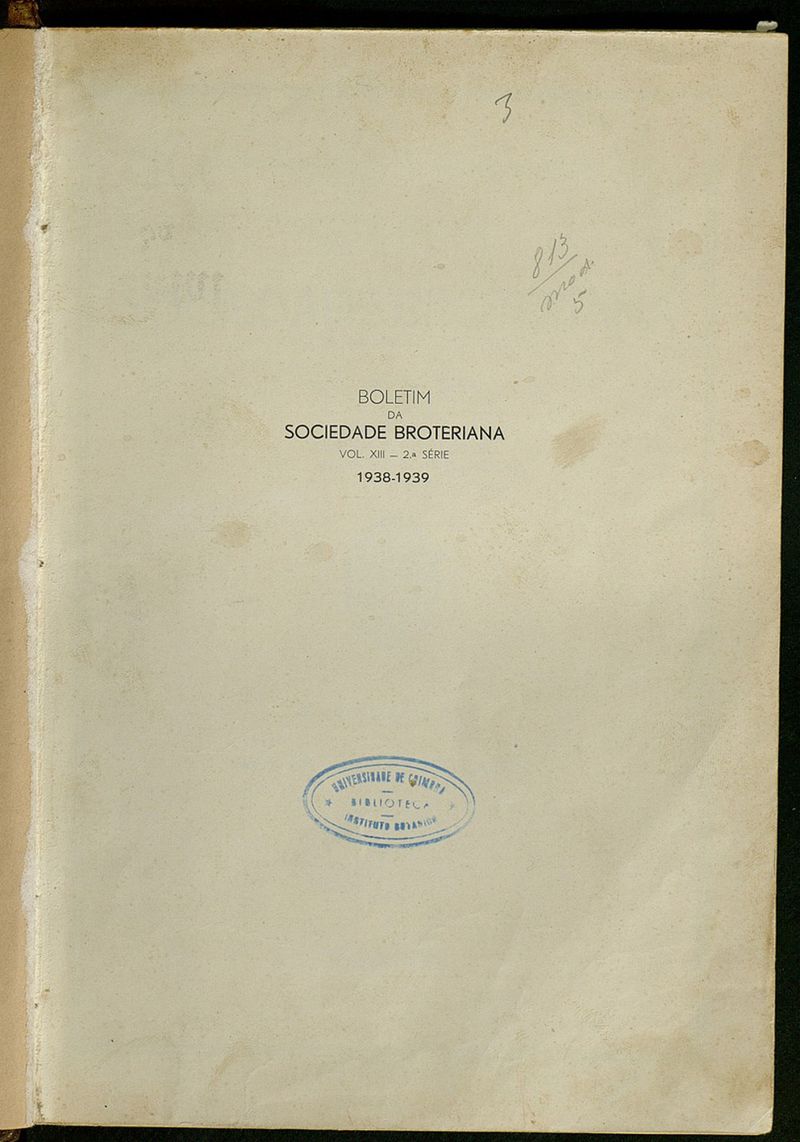 3
813
5
BOLETIM
DA
SOCIEDADE BROTERIANA
VOL. XIII — 2.ª SÉRIE
1938-1939
UNIVERSIDADE DE COIMBRA
BIBLIOTECA
INSTITUTO BOTANICO